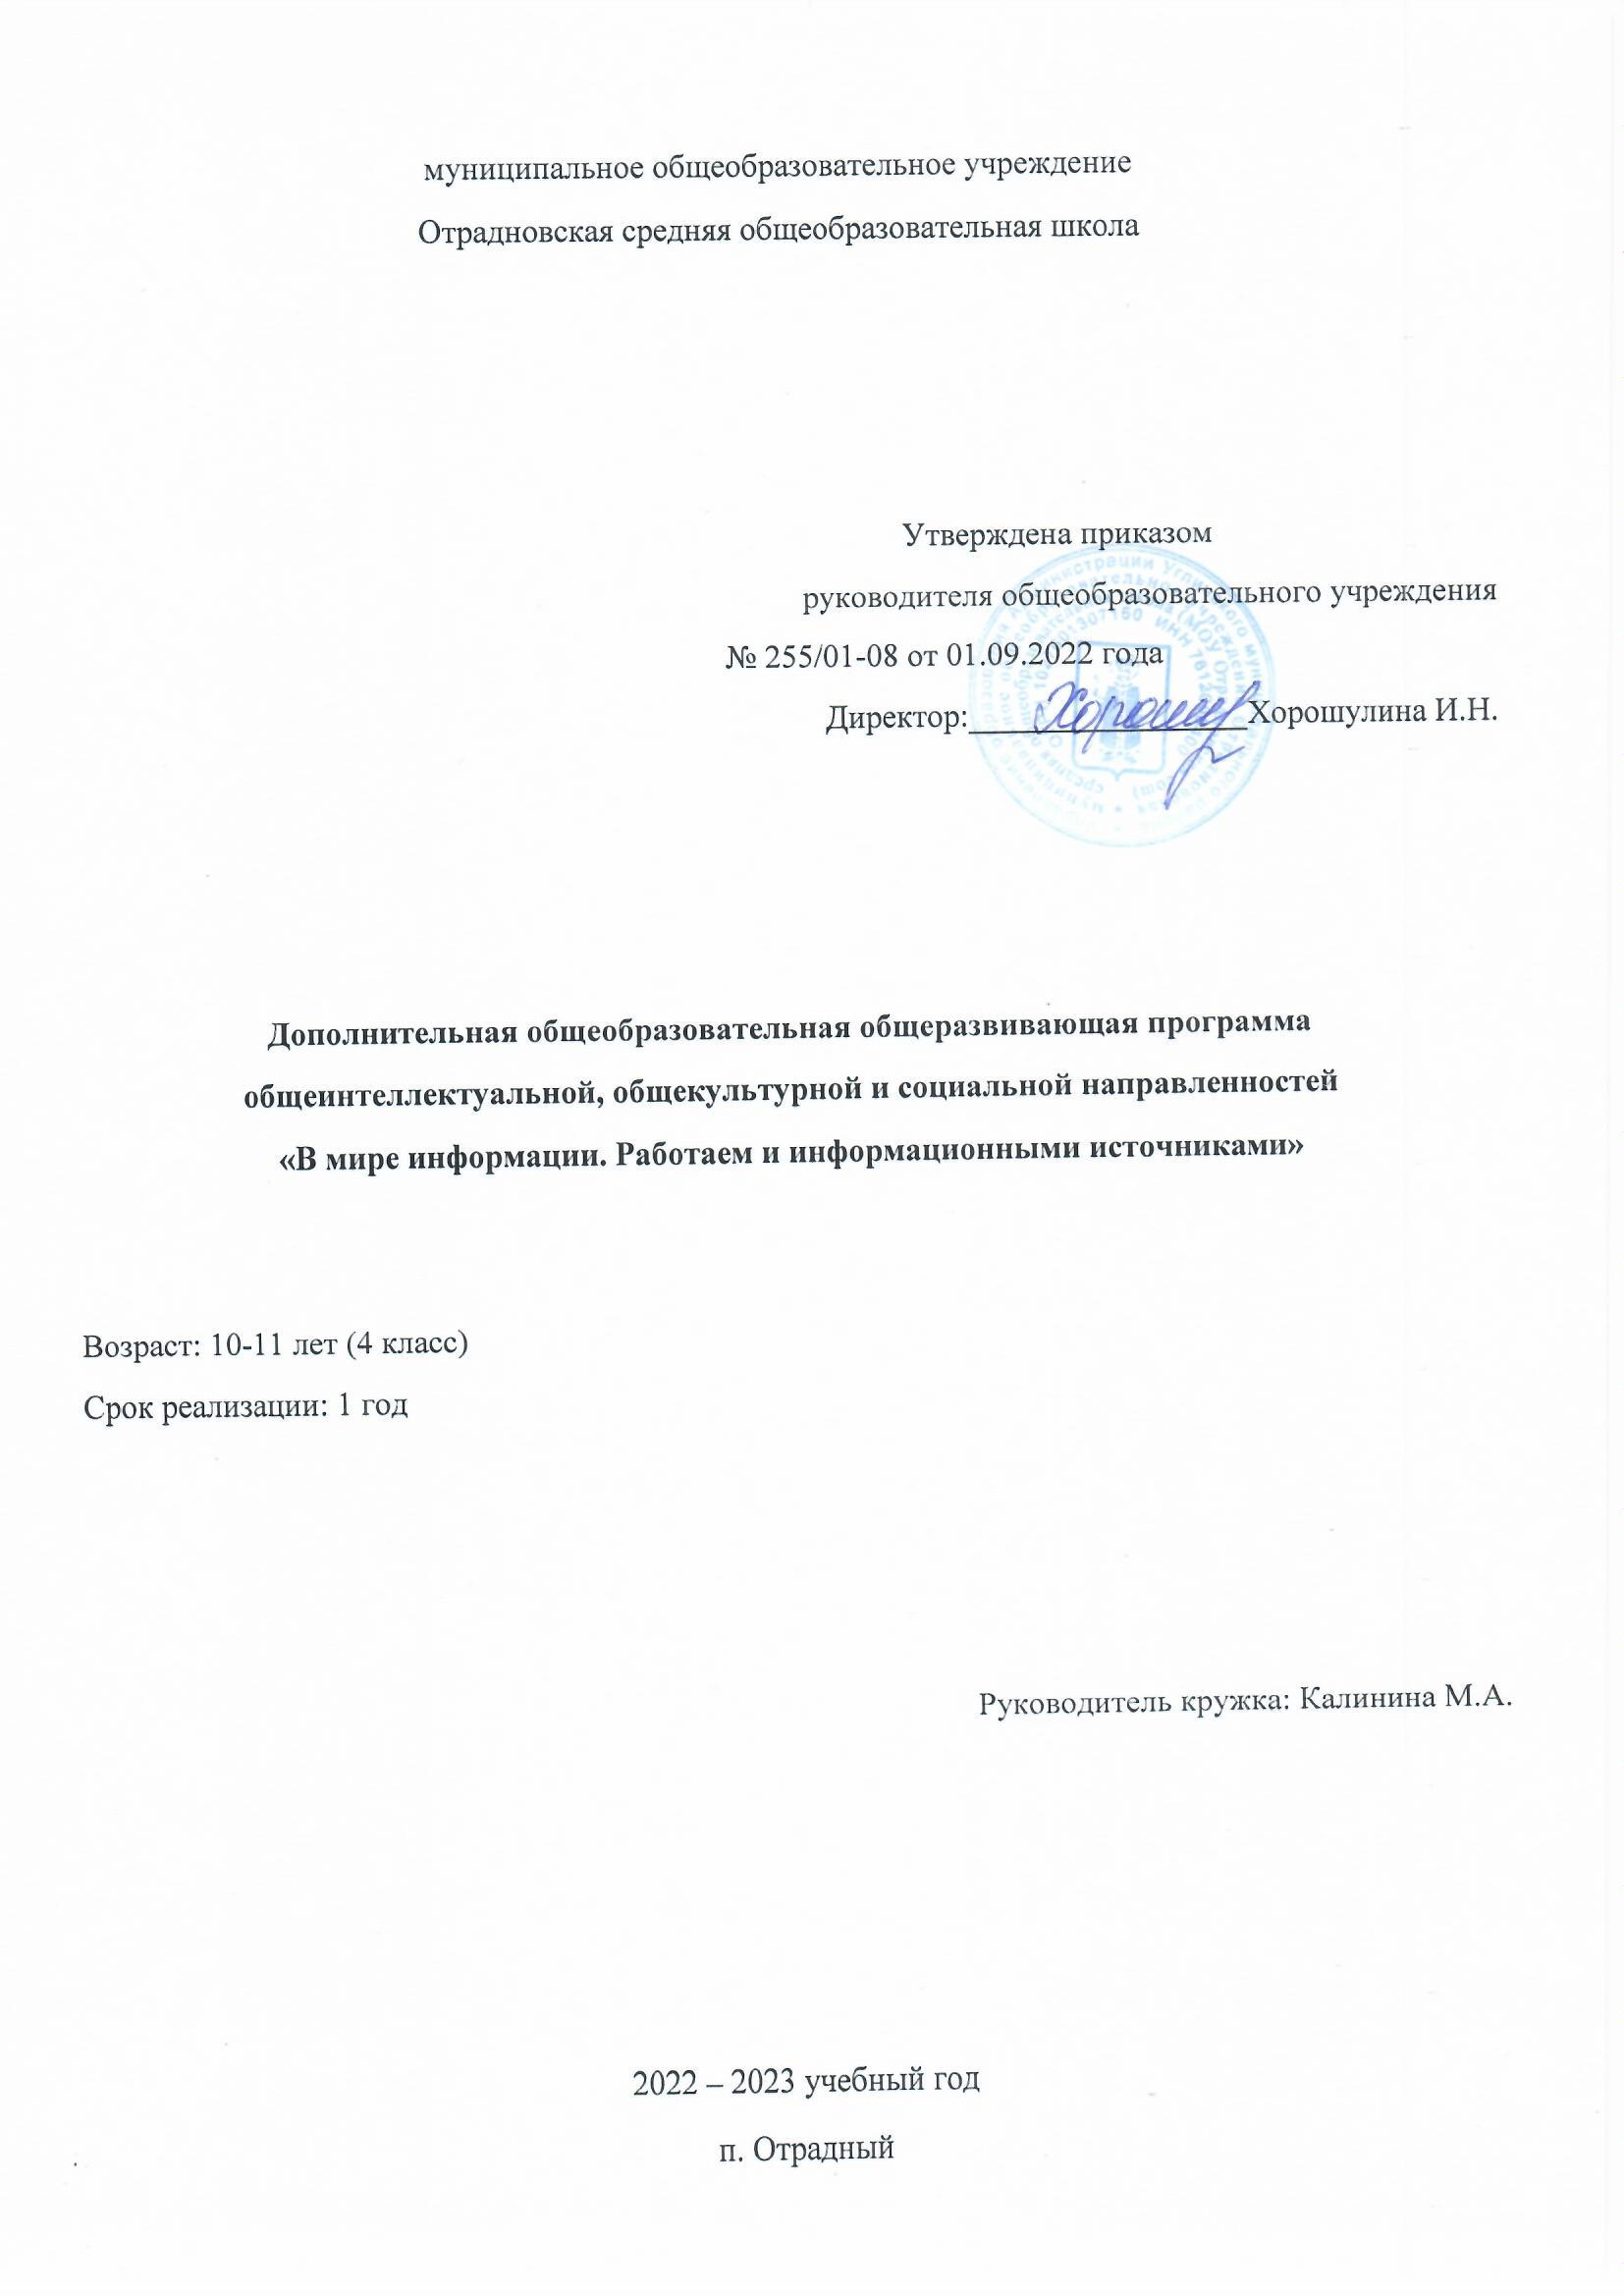 муниципальное общеобразовательное учреждение
Отрадновская средняя общеобразовательная школа
Утверждена приказом
руководителя общеобразовательного учреждения
№ 255/01-08 от 01.09.2022 года
Директор:_________________Хорошулина И.Н.
Дополнительная общеобразовательная общеразвивающая программа
общеинтеллектуальной, общекультурной и социальной направленностей
«В мире информации. Работаем и информационными источниками»
Возраст: 10-11 лет (4 класс)
Срок реализации: 1 год
Руководитель кружка: Калинина М.А.
2022 – 2023 учебный год
п. Отрадный